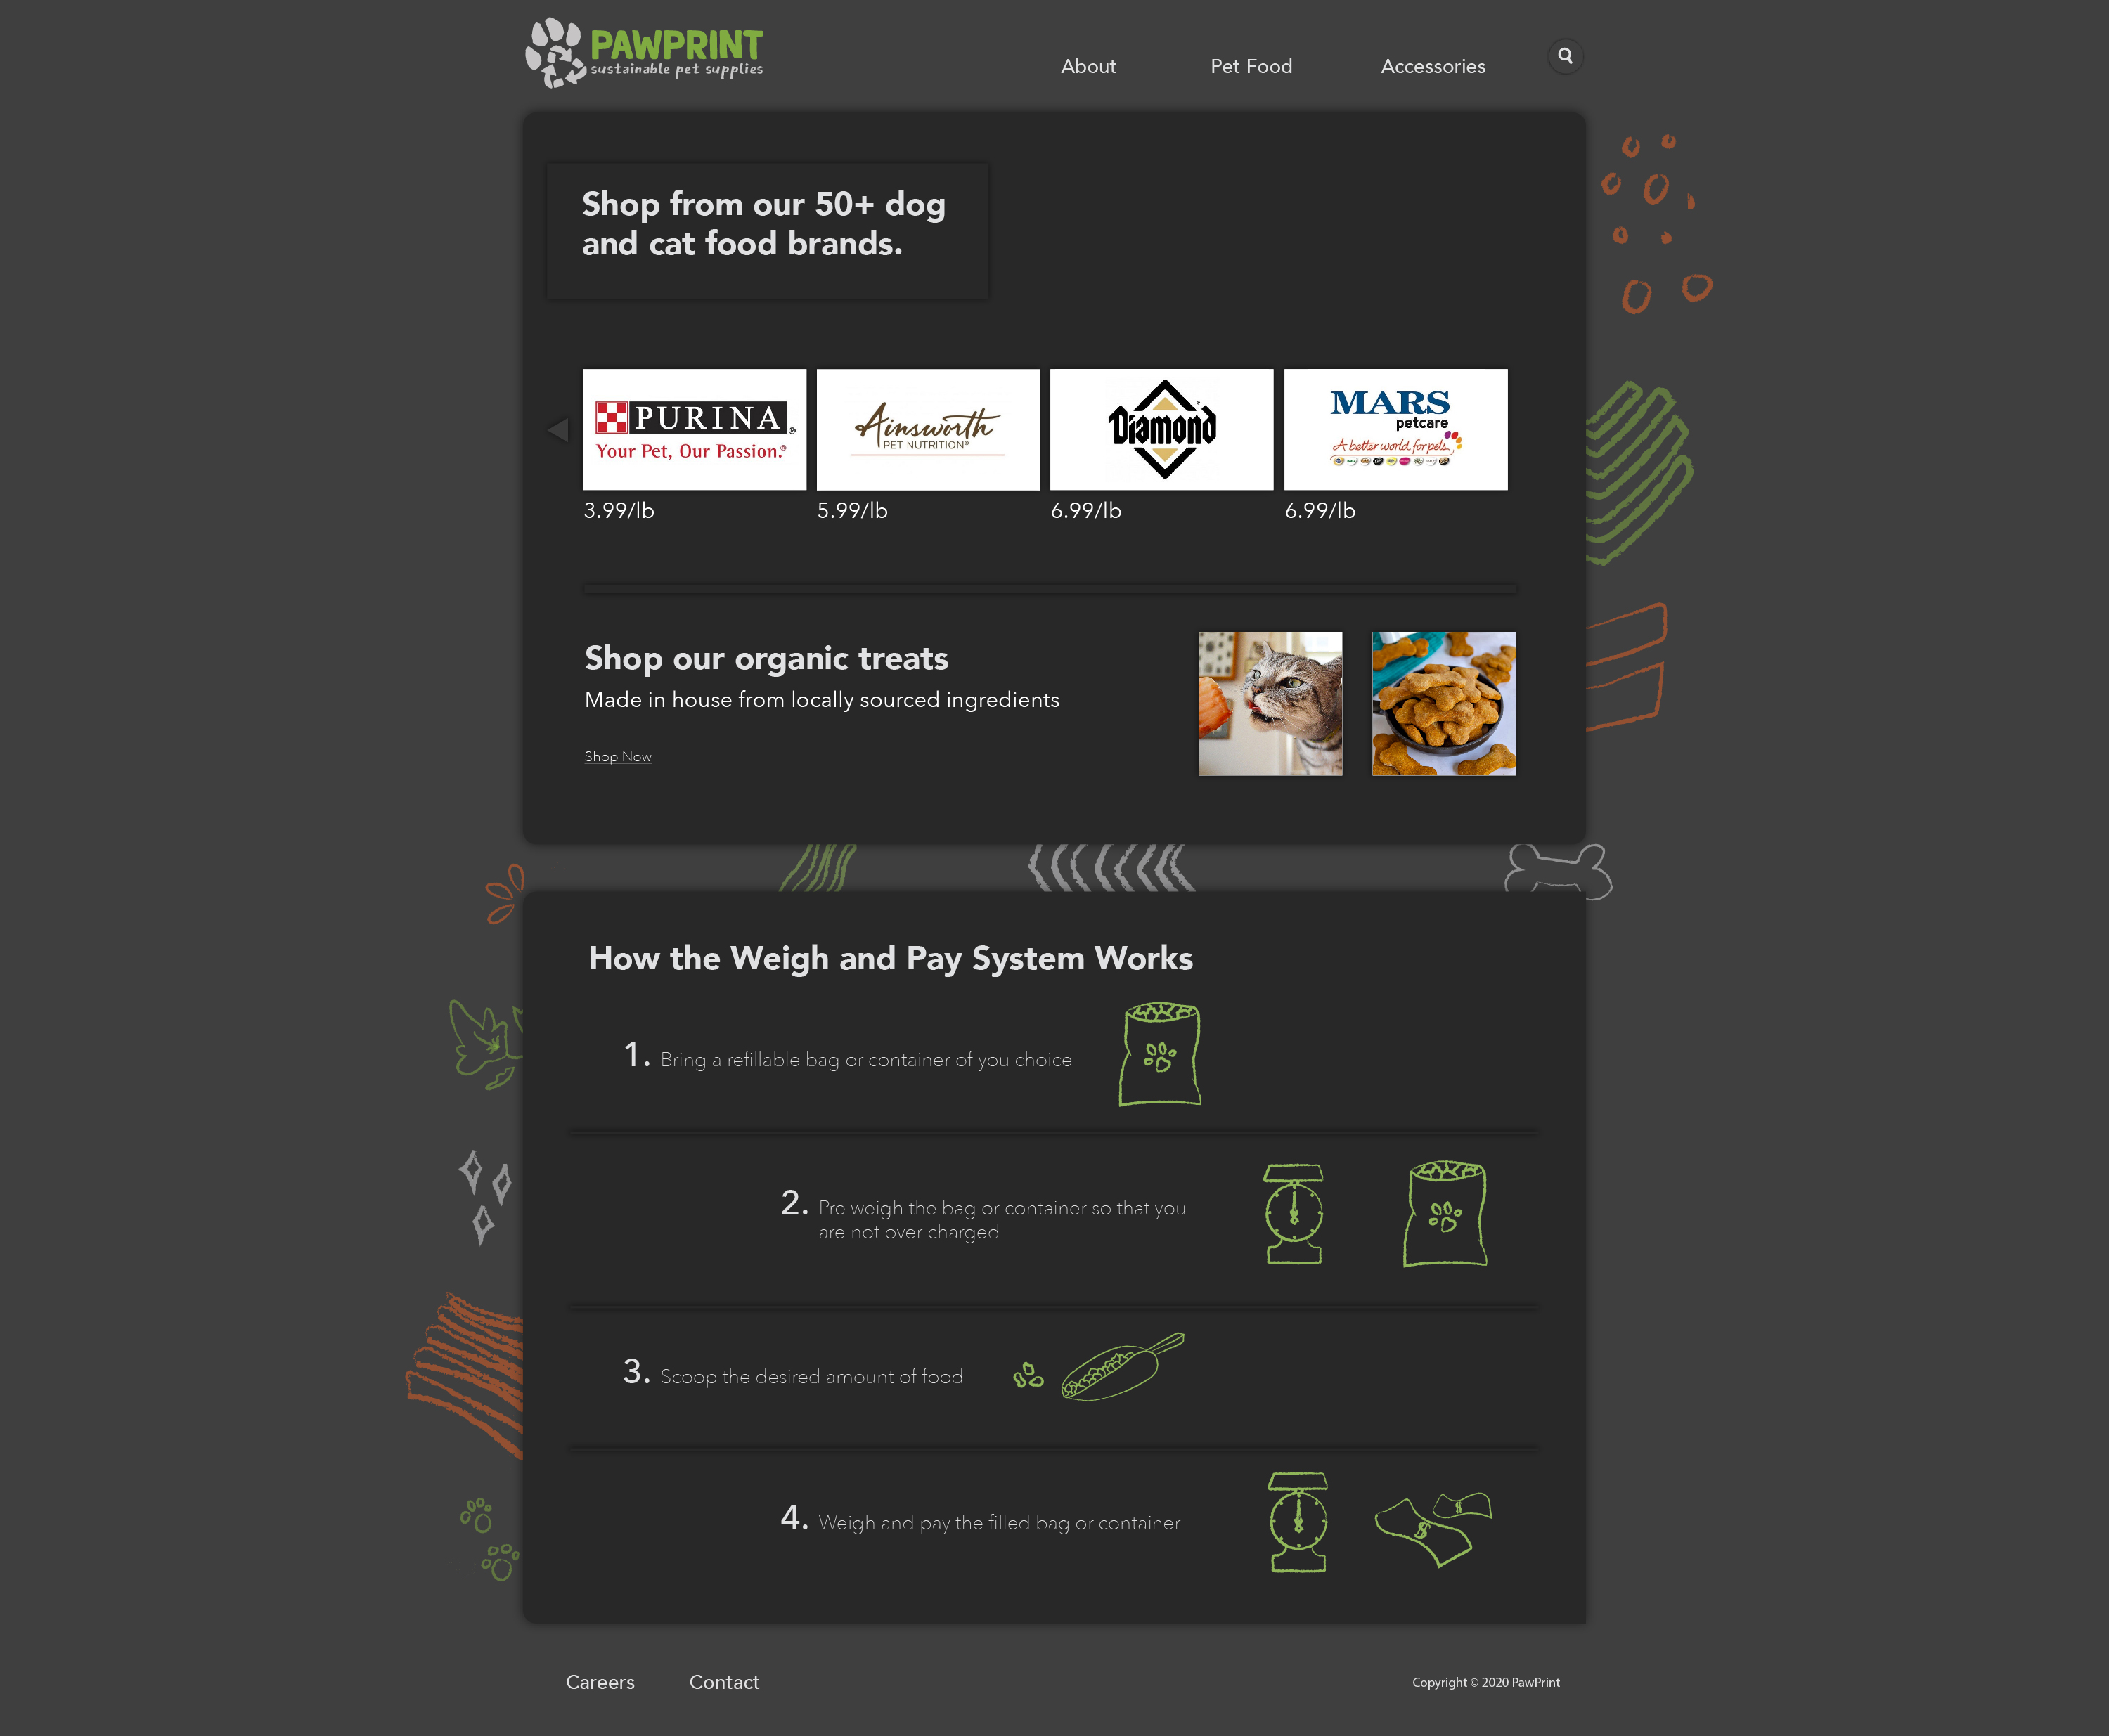 PAWPRINT
sustainable pet supplies
About
Pet Food
Accessories
Shop from our 50+ dog
and cat food brands.
PURINA®
Your Pet, Our Passion.®
Ainsworth
PET NUTRITION®
Diamond®
MARS
petcare
A better world for pets.
3.99/lb
5.99/lb
6.99/lb
6.99/lb
Shop our organic treats
Made in house from locally sourced ingredients
Shop Now
How the Weigh and Pay System Works
1. Bring a refillable bag or container of you choice
2. Pre weigh the bag or container so that you
are not over charged
3. Scoop the desired amount of food
4. Weigh and pay the filled bag or container
$
$
Careers
Contact
Copyright © 2020 PawPrint